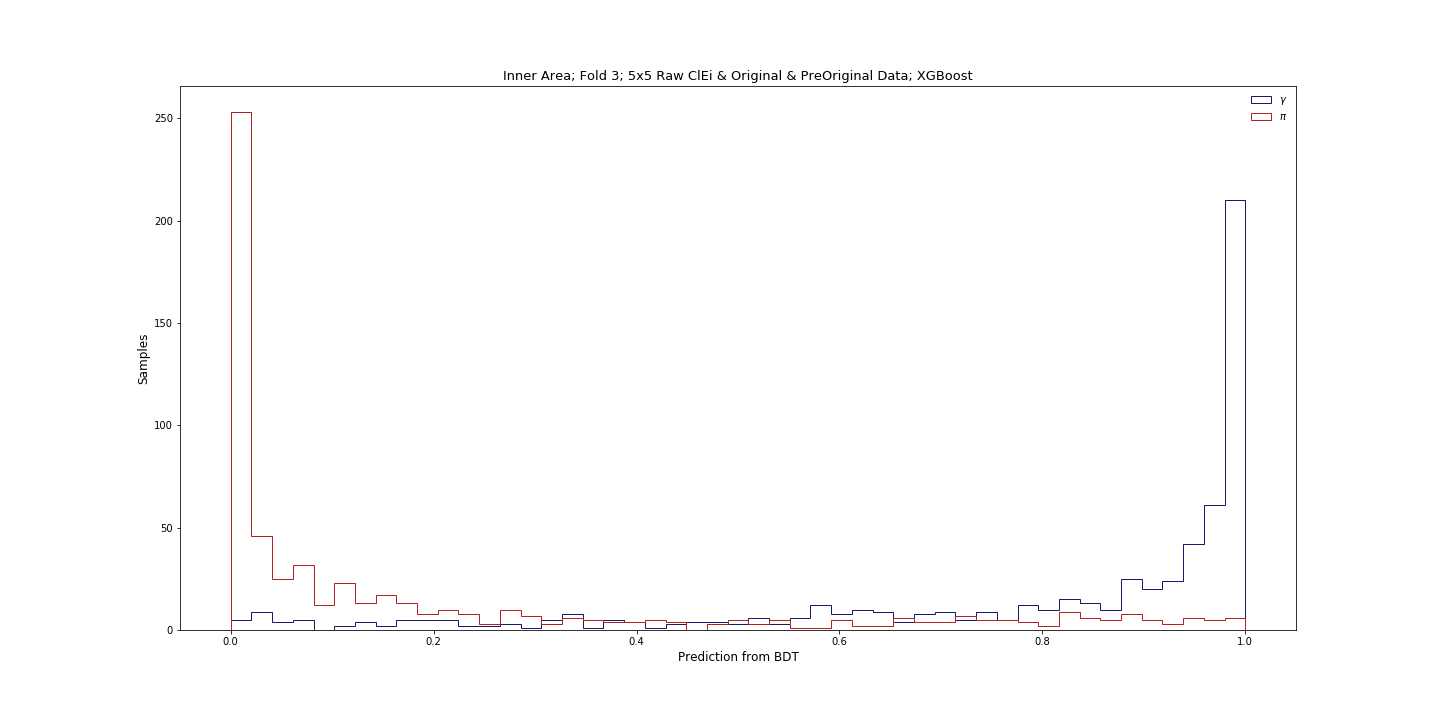 Inner Area; Fold 3; 5x5 Raw ClEi & Original & PreOriginal Data; XGBoost
γ
π
250
200
150
100
50
0
Samples
0.0 0.2 0.4 0.6 0.8 1.0
Prediction from BDT